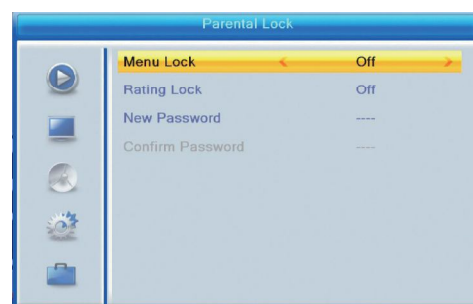 Parental Lock
Menu Lock < Off >
Rating Lock Off
New Password ----
Confirm Password ----